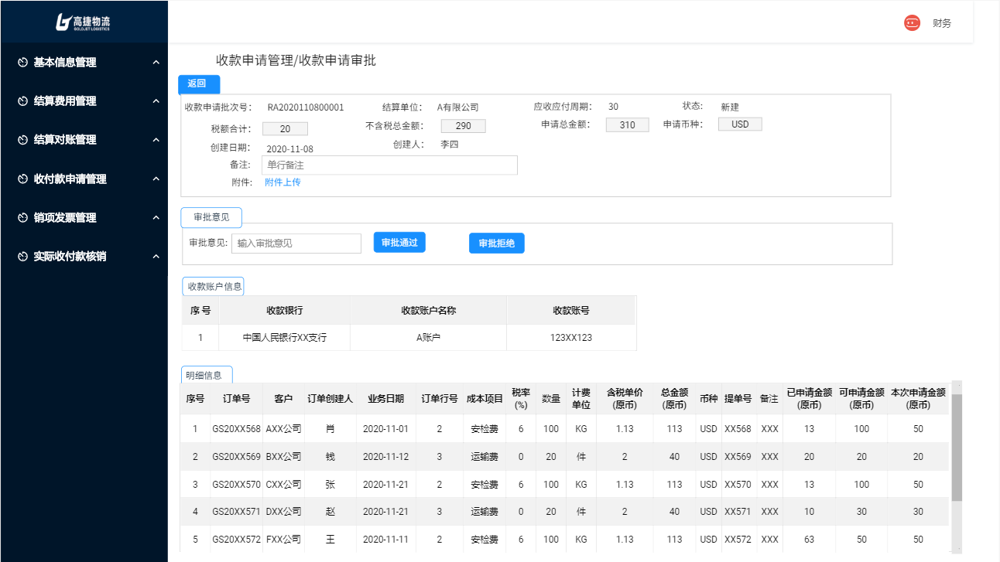 高捷物流
GOLDJET LOGISTICS
财务
基本信息管理
结算费用管理
结算对账管理
收付款申请管理
销项发票管理
实际收付款核销
收款申请管理/收款申请审批
返回
收款申请批次号： RA2020110800001 结算单位： A有限公司 应收应付周期： 30 状态： 新建
税额合计： 20 不含税总金额： 290 申请总金额： 310 申请币种： USD
创建日期： 2020-11-08 创建人： 李四
备注： 单行备注
附件: 附件上传
审批意见
审批意见: 输入审批意见 审批通过 审批拒绝
收款账户信息
序 号 收款银行 收款账户名称 收款账号
1 中国人民银行XX支行 A账户 123XX123
明细信息
序号 订单号 客户 订单创建人 业务日期 订单行号 成本项目 税率(%) 数量 计费单位 含税单价(原币) 总金额(原币) 币种 提单号 备注 已申请金额(原币) 可申请金额(原币) 本次申请金额(原币)
1 GS20XX568 AXX公司 肖 2020-11-01 2 安检费 6 100 KG 1.13 113 USD XX568 XXX 13 100 50
2 GS20XX569 BXX公司 钱 2020-11-12 3 运输费 0 20 件 2 40 USD XX569 XXX 20 20 20
3 GS20XX570 CXX公司 张 2020-11-21 2 安检费 6 100 KG 1.13 113 USD XX570 XXX 13 100 50
4 GS20XX571 DXX公司 赵 2020-11-21 3 运输费 0 20 件 2 40 USD XX571 XXX 10 30 30
5 GS20XX572 FXX公司 王 2020-11-11 2 安检费 6 100 KG 1.13 113 USD XX572 XXX 63 50 50